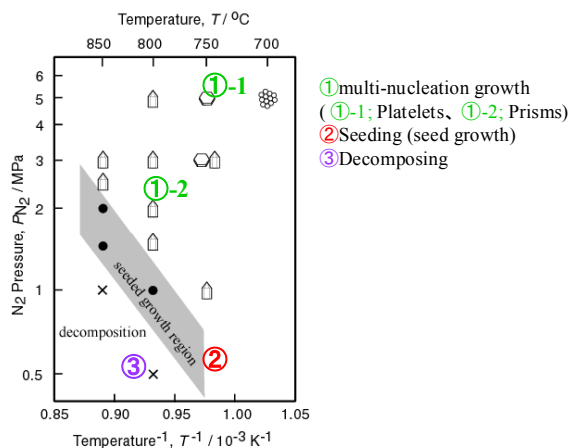 Temperature, T / °C
850 800 750 700
6
5
4
3
2
1
0.5
N2 Pressure, PN2 / MPa
①-1
①-2
seeded growth region
decomposition
②
③
0.85 0.90 0.95 1.00 1.05
Temperature-1, T-1 / 10-3 K-1
①multi-nucleation growth
( ①-1; Platelets、①-2; Prisms)
②Seeding (seed growth)
③Decomposing